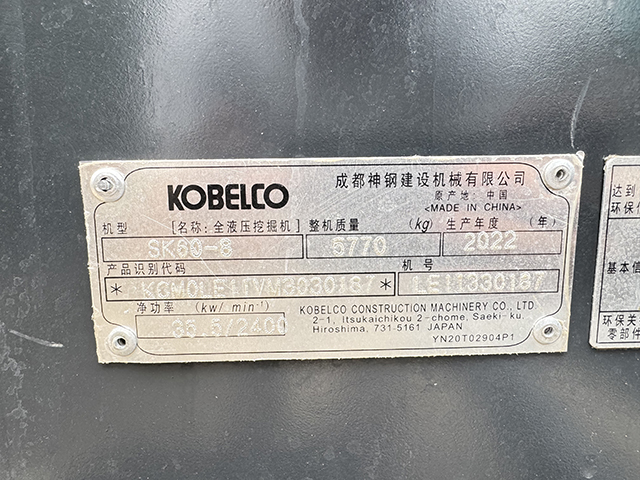 KOBELCO
成都神钢建设机械有限公司
原产地: 中国
<MADE IN CHINA>
机型 [名称: 全液压挖掘机] 整机质量 (kg) 生产年度 (年)
SK60-8 5770 2022
产品识别代码 机号
LE11330187
净功率 (kw/ min⁻¹)
KOBELCO CONSTRUCTION MACHINERY CO., LTD
2-1, Itsukaichikou 2-chome, Saeki-ku.
Hiroshima, 731-5161 JAPAN
YN20T02904P1
达到
环保
基本信
环保关
零部件